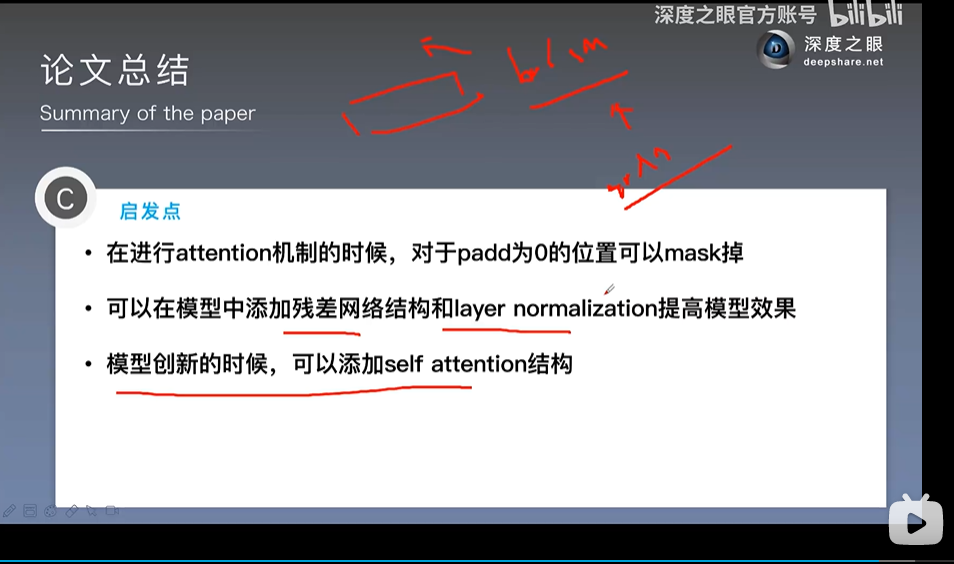 深度之眼官方账号 bilibili
深度之眼
deepshare.net
论文总结
Summary of the paper
C
启发点
• 在进行attention机制的时候，对于padd为0的位置可以mask掉
• 可以在模型中添加残差网络结构和layer normalization提高模型效果
• 模型创新的时候，可以添加self attention结构